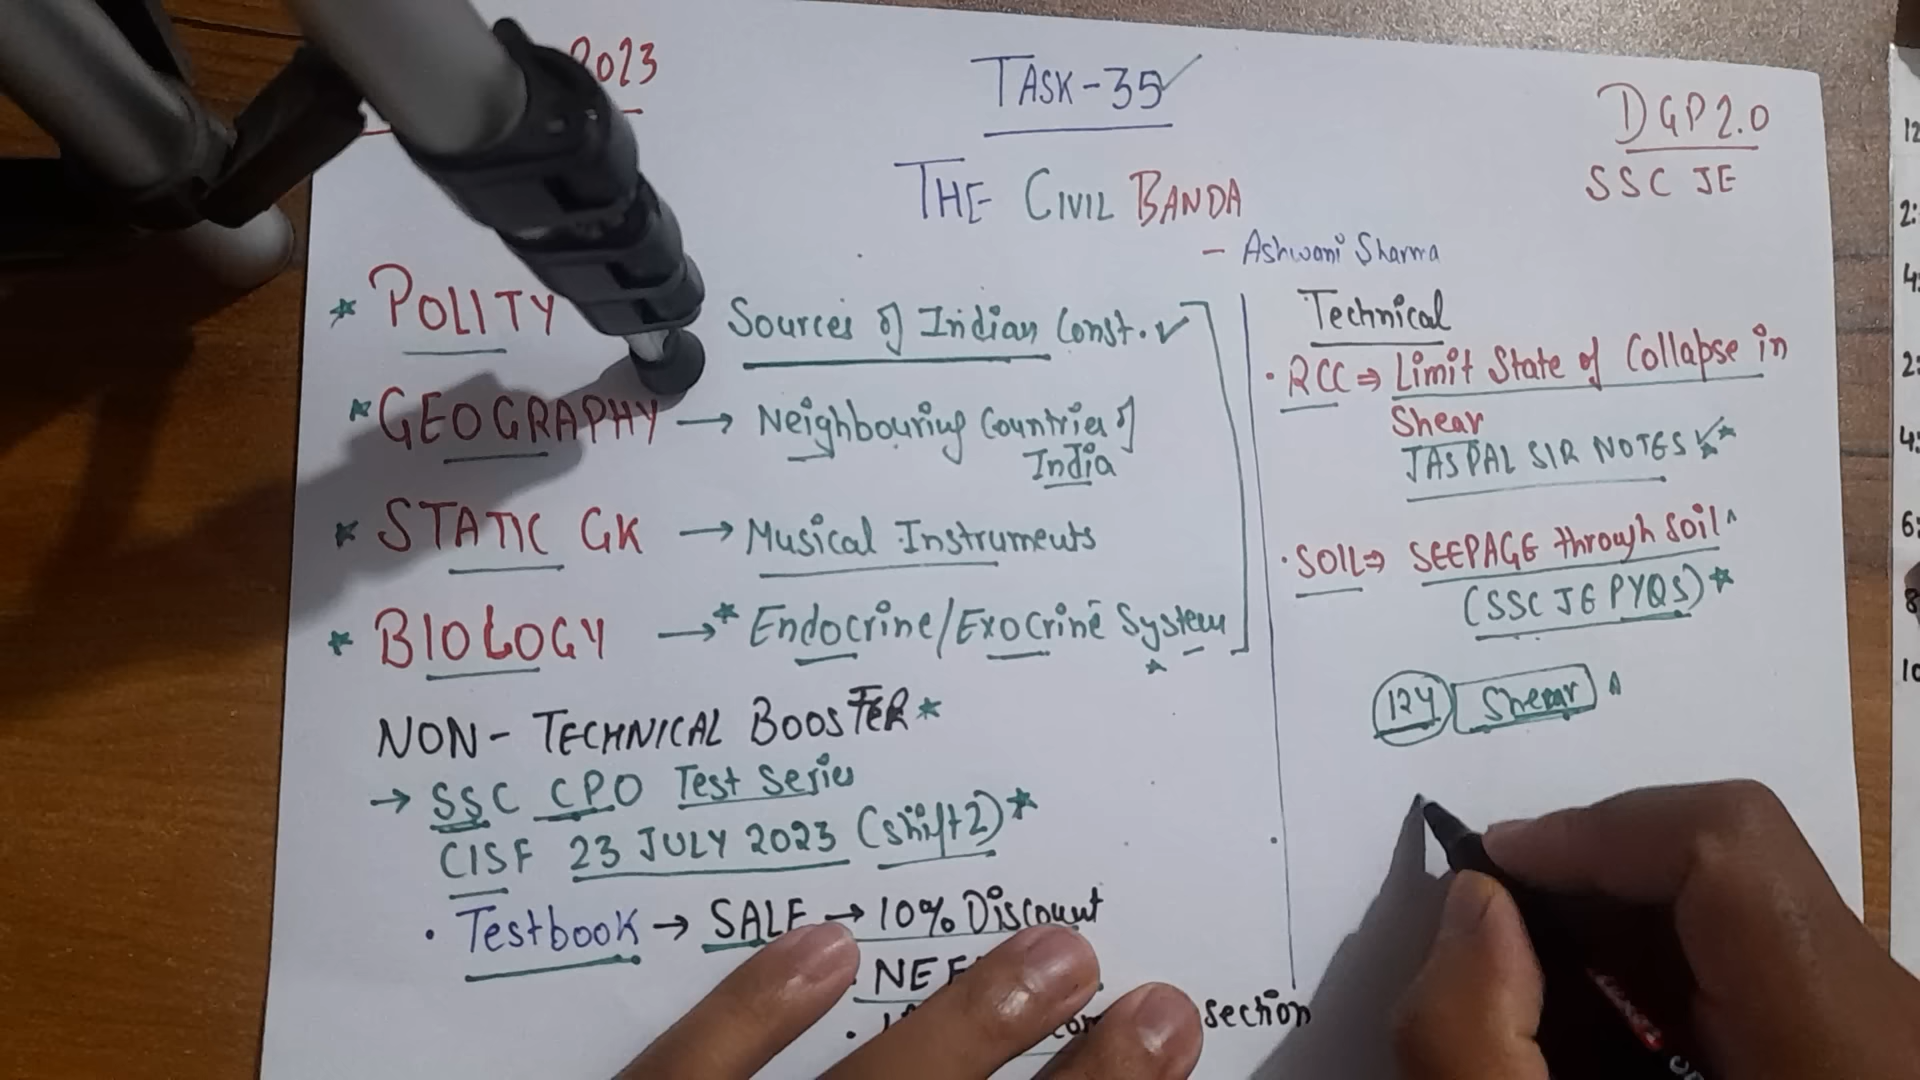 2023
TASK-35
DGP 2.0
SSC JE
THE CIVIL BANDA
- Ashwani Sharma
POLITY Sources of Indian Const.
GEOGRAPHY → Neighbouring Countries of
India
STATIC GK → Musical Instruments
BIOLOGY → Endocrine/Exocrine System
NON-TECHNICAL BOOSTER
→ SSC CPO Test Series
CISF 23 JULY 2023 (Shift 2)
• Testbook → SALE → 10% Discount
section
Technical
• RCC ⇒ Limit State of Collapse in
Shear
JASPAL SIR NOTES
• SOIL ⇒ SEEPAGE through Soil
(SSC JE PYQS)
124 Shear